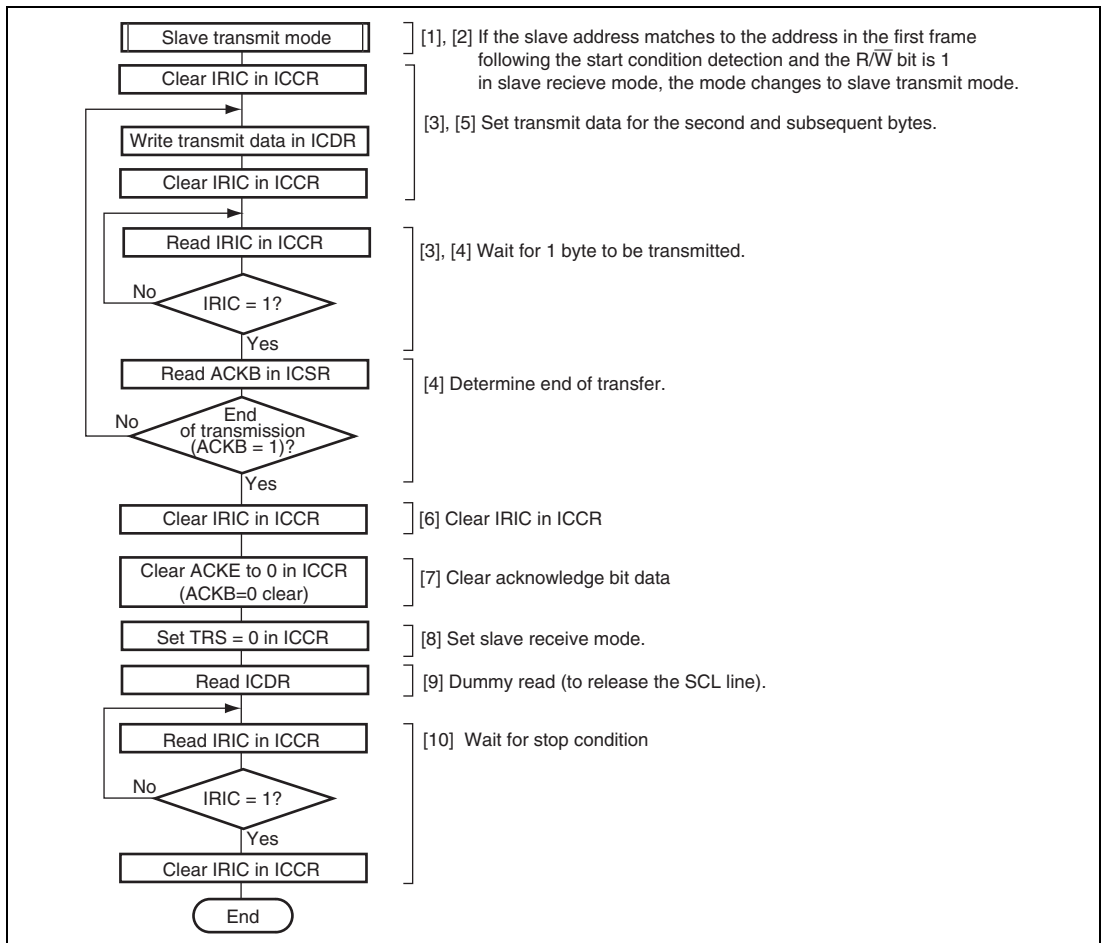 Slave transmit mode
[1], [2] If the slave address matches to the address in the first frame
following the start condition detection and the R/W̅ bit is 1
in slave recieve mode, the mode changes to slave transmit mode.
Clear IRIC in ICCR
[3], [5] Set transmit data for the second and subsequent bytes.
Write transmit data in ICDR
Clear IRIC in ICCR
Read IRIC in ICCR
[3], [4] Wait for 1 byte to be transmitted.
No
IRIC = 1?
Yes
Read ACKB in ICSR
[4] Determine end of transfer.
No
End
of transmission
(ACKB = 1)?
Yes
Clear IRIC in ICCR
[6] Clear IRIC in ICCR
Clear ACKE to 0 in ICCR
(ACKB=0 clear)
[7] Clear acknowledge bit data
Set TRS = 0 in ICCR
[8] Set slave receive mode.
Read ICDR
[9] Dummy read (to release the SCL line).
Read IRIC in ICCR
[10] Wait for stop condition
No
IRIC = 1?
Yes
Clear IRIC in ICCR
End